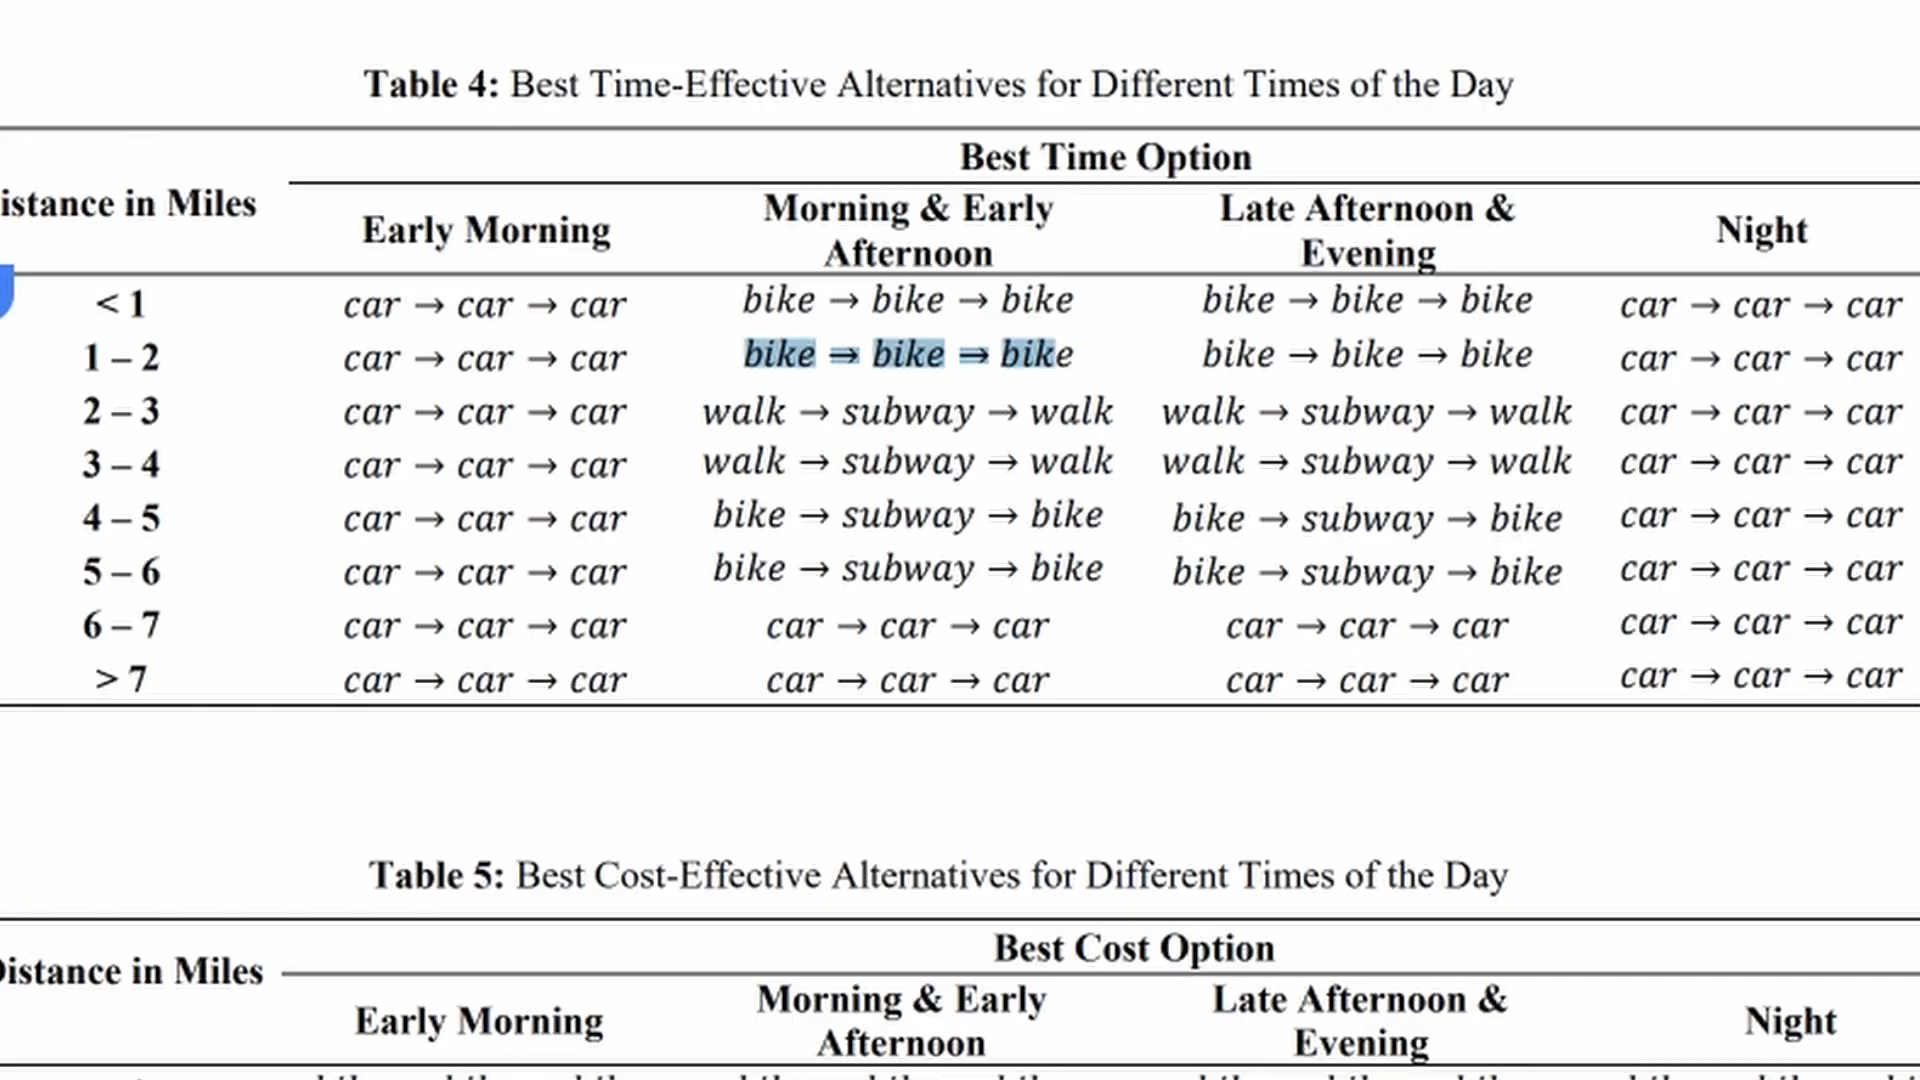 Table 4: Best Time-Effective Alternatives for Different Times of the Day
Best Time Option
istance in Miles
Early Morning
Morning & Early
Afternoon
Late Afternoon &
Evening
Night
< 1 car → car → car bike → bike → bike bike → bike → bike car → car → car
1 – 2 car → car → car bike → bike → bike bike → bike → bike car → car → car
2 – 3 car → car → car walk → subway → walk walk → subway → walk car → car → car
3 – 4 car → car → car walk → subway → walk walk → subway → walk car → car → car
4 – 5 car → car → car bike → subway → bike bike → subway → bike car → car → car
5 – 6 car → car → car bike → subway → bike bike → subway → bike car → car → car
6 – 7 car → car → car car → car → car car → car → car car → car → car
> 7 car → car → car car → car → car car → car → car car → car → car
Table 5: Best Cost-Effective Alternatives for Different Times of the Day
Best Cost Option
Distance in Miles
Early Morning
Morning & Early
Afternoon
Late Afternoon &
Evening
Night